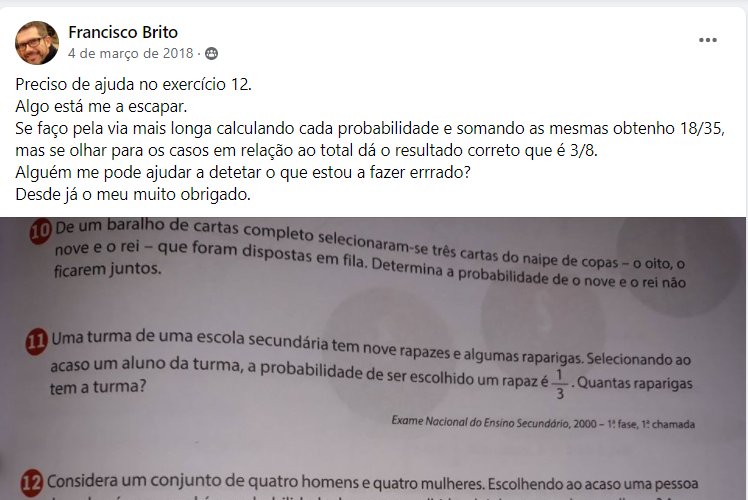 Francisco Brito
4 de março de 2018 ·
Preciso de ajuda no exercício 12.
Algo está me a escapar.
Se faço pela via mais longa calculando cada probabilidade e somando as mesmas obtenho 18/35,
mas se olhar para os casos em relação ao total dá o resultado correto que é 3/8.
Alguém me pode ajudar a detetar o que estou a fazer errrado?
Desde já o meu muito obrigado.
10 De um baralho de cartas completo selecionaram-se três cartas do naipe de copas – o oito, o
nove e o rei – que foram dispostas em fila. Determina a probabilidade de o nove e o rei não
ficarem juntos.
11 Uma turma de uma escola secundária tem nove rapazes e algumas raparigas. Selecionando ao
acaso um aluno da turma, a probabilidade de ser escolhido um rapaz é 1/3. Quantas raparigas
tem a turma?
Exame Nacional do Ensino Secundário, 2000 – 1.ª fase, 1.ª chamada
12 Considera um conjunto de quatro homens e quatro mulheres. Escolhendo ao acaso uma pessoa